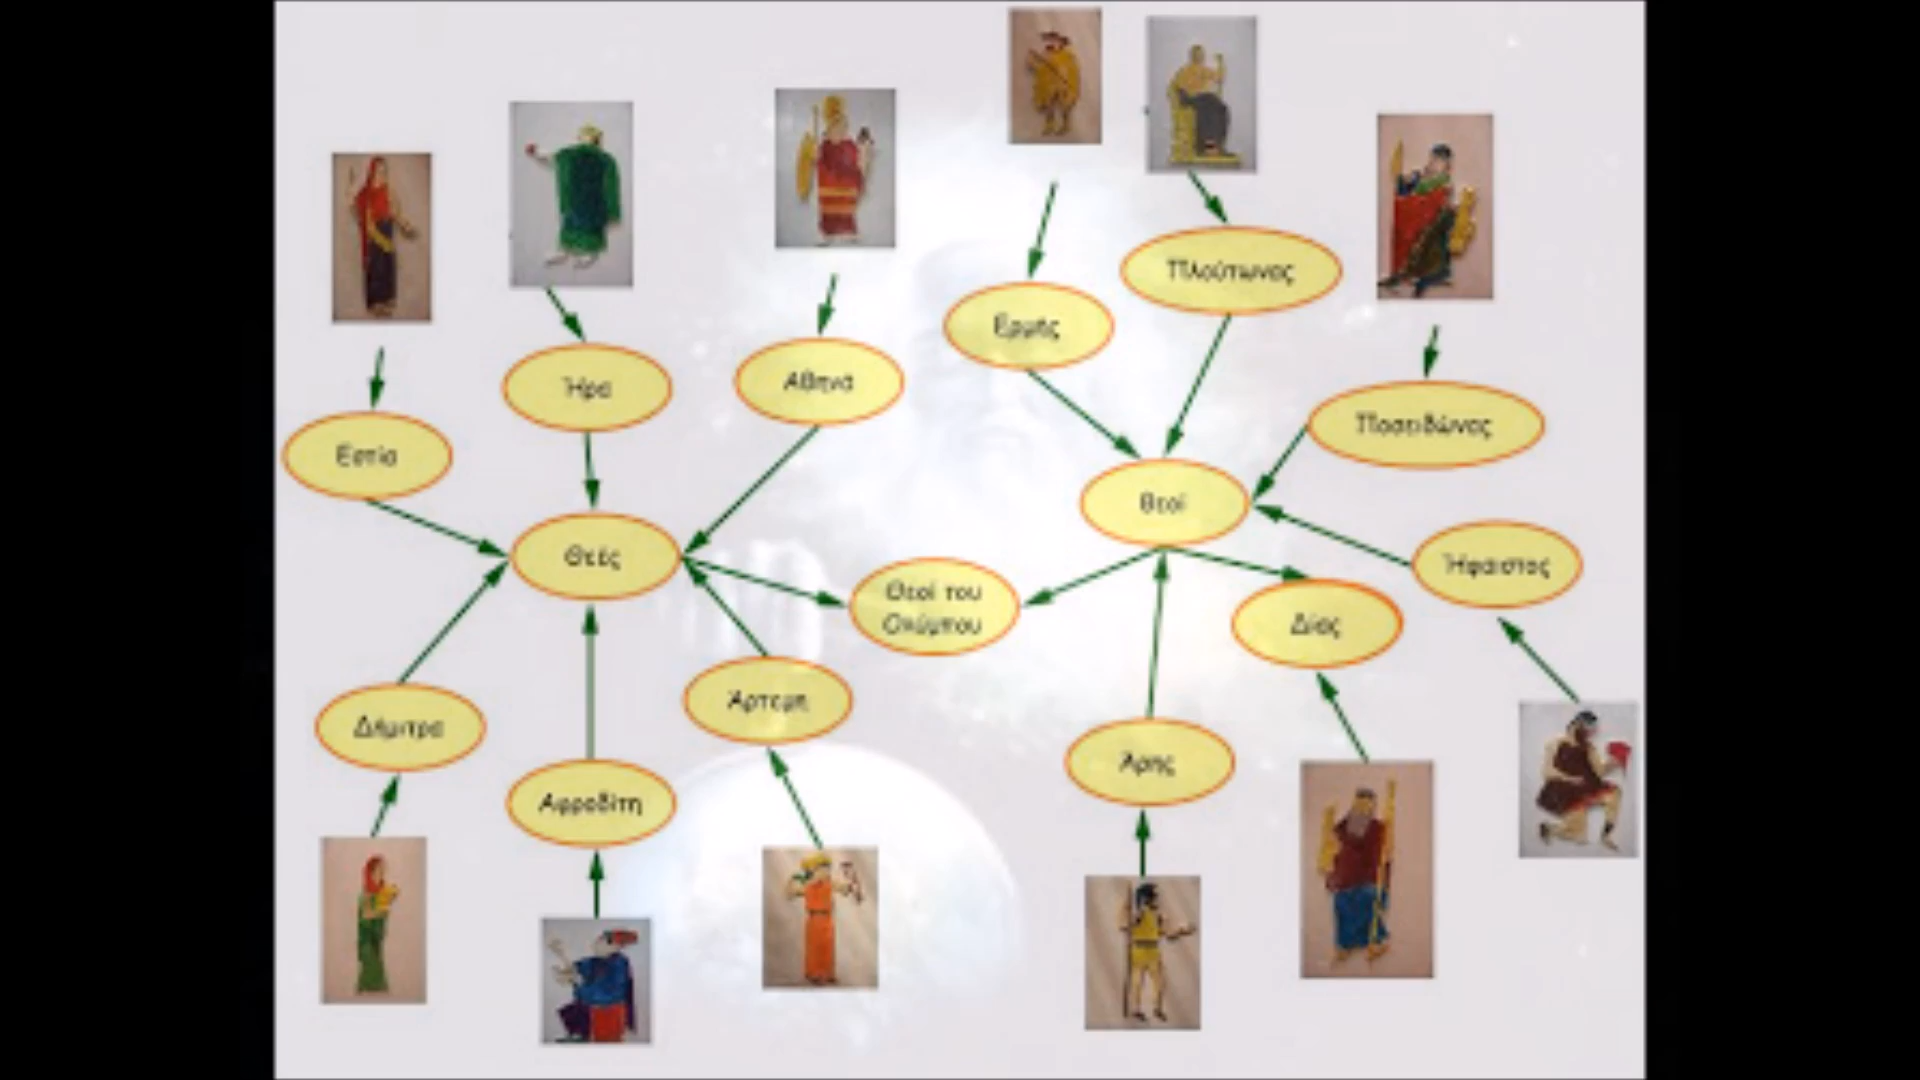 Ερμής
Πλούτωνας
Ήρα
Αθηνά
Ποσειδώνας
Εστία
Θεοί
Θεές
Ήφαιστος
Θεοί του
Ολύμπου
Δίας
Άρτεμη
Δήμητρα
Άρης
Αφροδίτη